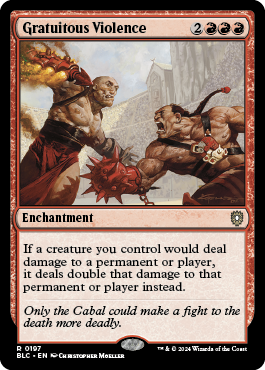 Gratuitous Violence 2
Enchantment
If a creature you control would deal
damage to a permanent or player,
it deals double that damage to that
permanent or player instead.
Only the Cabal could make a fight to the
death more deadly.
R 0197
BLC • EN Christopher Moeller
™ & © 2024 Wizards of the Coast